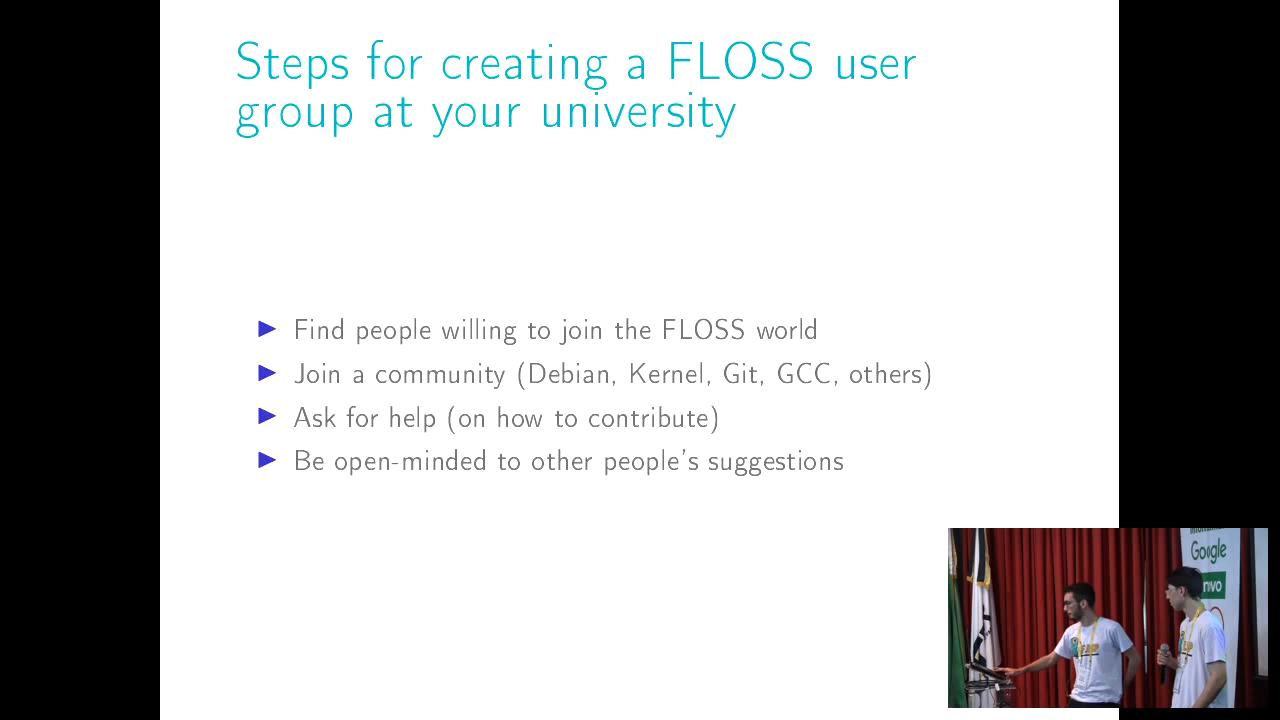 Steps for creating a FLOSS user
group at your university
Find people willing to join the FLOSS world
Join a community (Debian, Kernel, Git, GCC, others)
Ask for help (on how to contribute)
Be open-minded to other people's suggestions
Google